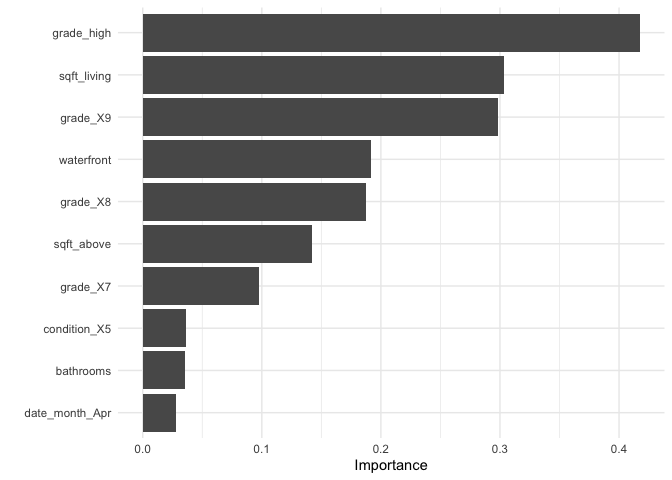 grade_high
sqft_living
grade_X9
waterfront
grade_X8
sqft_above
grade_X7
condition_X5
bathrooms
date_month_Apr
0.0 0.1 0.2 0.3 0.4
Importance